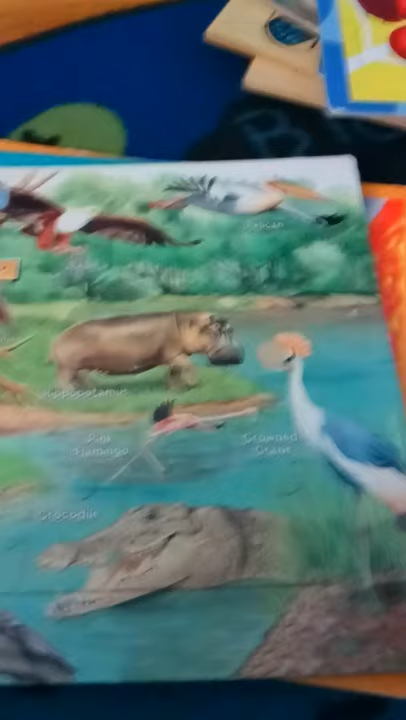 Pelican
Hippopotamus
Pink
Flamingo
Crowned
Crane
Crocodile